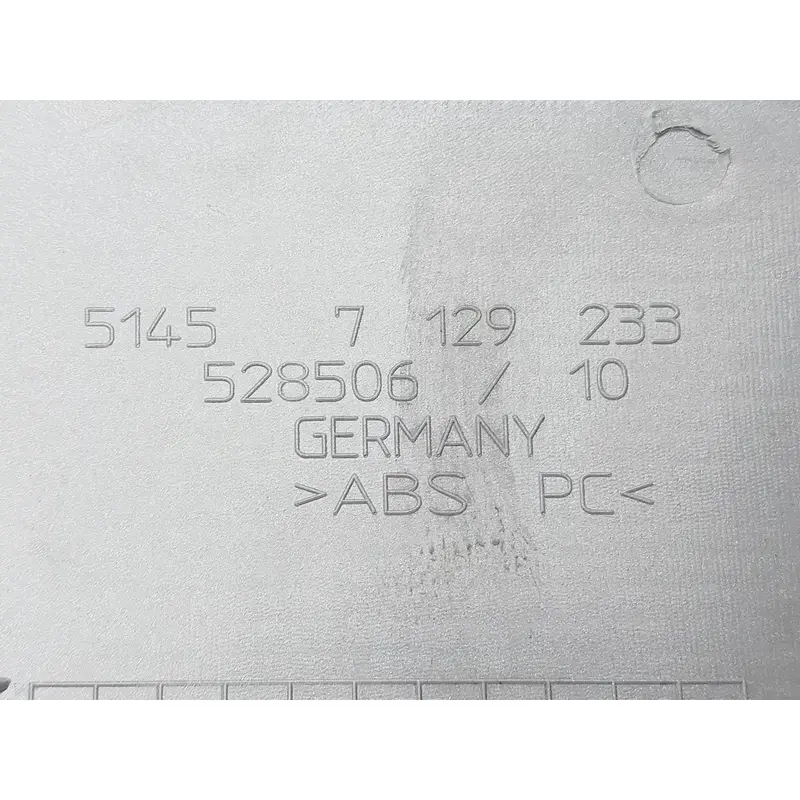 5145 7 129 233
528506 / 10
GERMANY
>ABS PC<